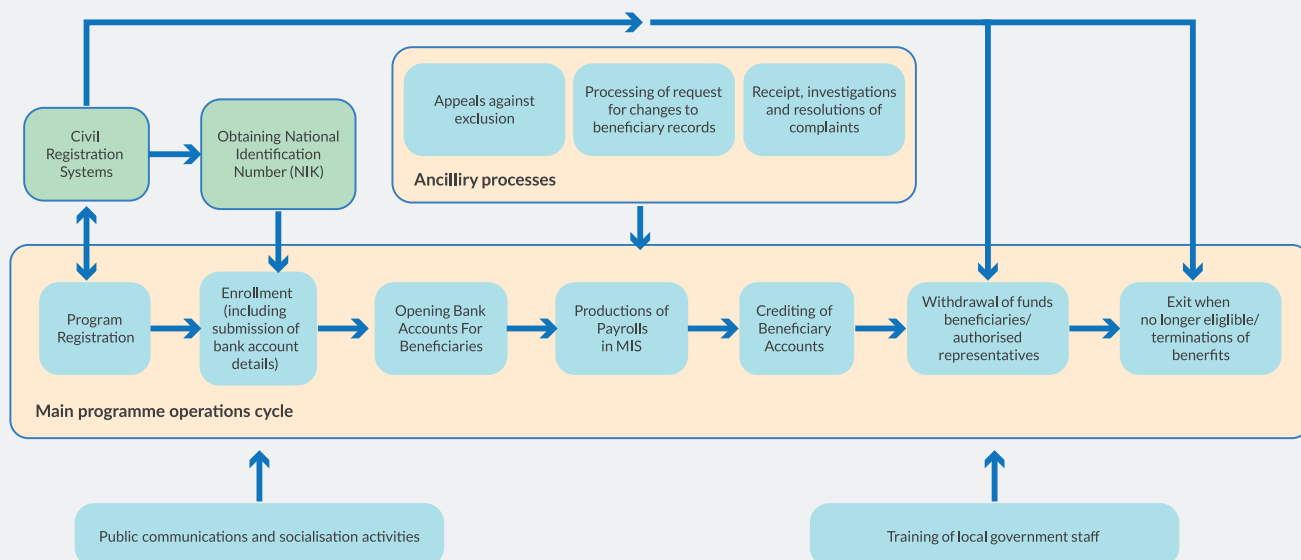 Appeals against
exclusion
Processing of request
for changes to
beneficiary records
Receipt, investigations
and resolutions of
complaints
Ancilliry processes
Civil
Registration
Systems
Obtaining National
Identification
Number (NIK)
Program
Registration
Enrollment
(including
submission of
bank account
details)
Opening Bank
Accounts For
Beneficiaries
Productions of
Payrolls
in MIS
Crediting of
Beneficiary
Accounts
Withdrawal of funds
beneficiaries/
authorised
representatives
Exit when
no longer eligible/
terminations of
benefits
Main programme operations cycle
Public communications and socialisation activities
Training of local government staff